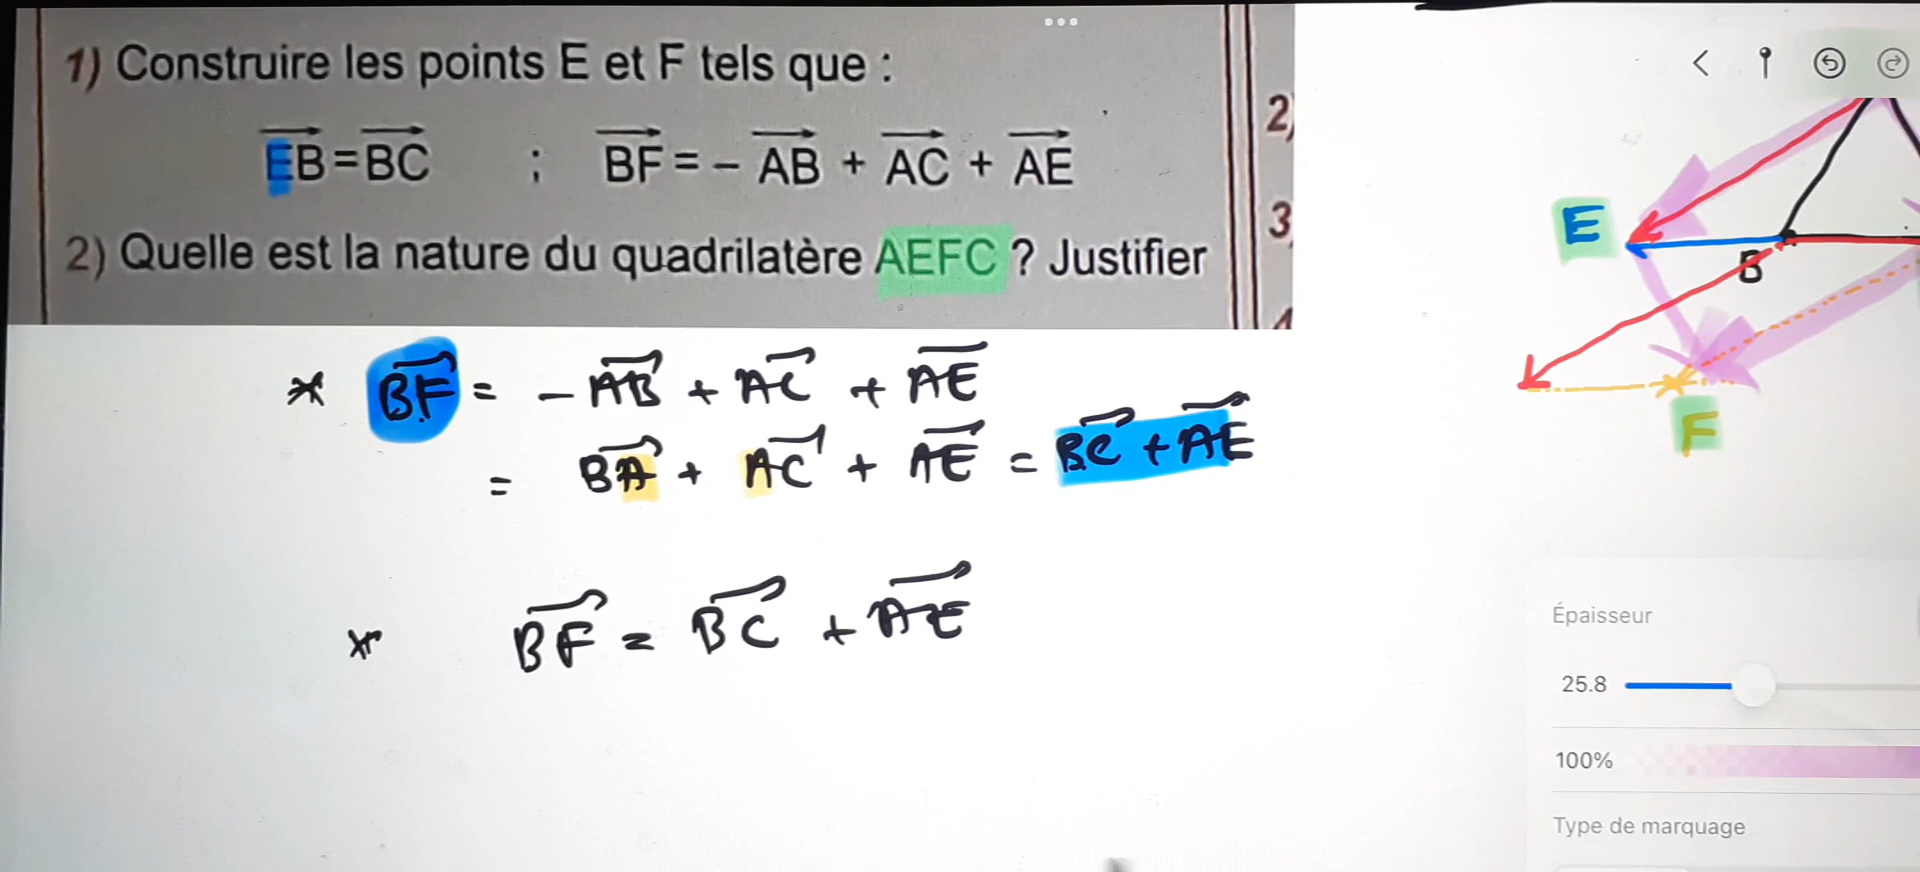 1) Construire les points E et F tels que :
EB=BC ; BF = - AB + AC + AE
2) Quelle est la nature du quadrilatère AEFC ? Justifier
2)
3
* BF = - AB + AC + AE
= BA + AC + AE = BC + AE
* BF = BC + AE
E
B
F
Épaisseur
25.8
100%
Type de marquage